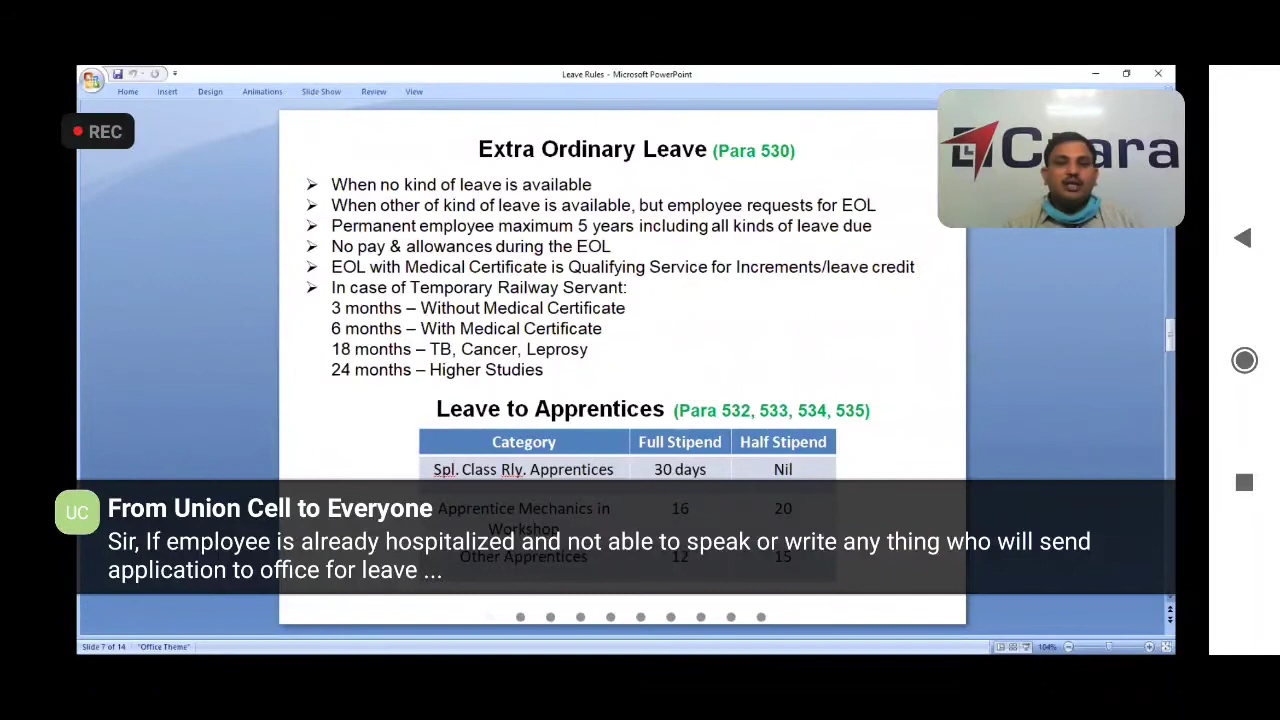 Leave Rules - Microsoft PowerPoint
Home Insert Design Animations Slide Show Review View
REC
Extra Ordinary Leave (Para 530)
When no kind of leave is available
When other of kind of leave is available, but employee requests for EOL
Permanent employee maximum 5 years including all kinds of leave due
No pay & allowances during the EOL
EOL with Medical Certificate is Qualifying Service for Increments/leave credit
In case of Temporary Railway Servant:
3 months – Without Medical Certificate
6 months – With Medical Certificate
18 months – TB, Cancer, Leprosy
24 months – Higher Studies
Leave to Apprentices (Para 532, 533, 534, 535)
Category Full Stipend Half Stipend
Spl. Class Rly. Apprentices 30 days Nil
Apprentice Mechanics in Workshop 16 20
Other Apprentices 12 15
UC
From Union Cell to Everyone
Sir, If employee is already hospitalized and not able to speak or write any thing who will send
application to office for leave ...
Slide 7 of 14 "Office Theme" 104%